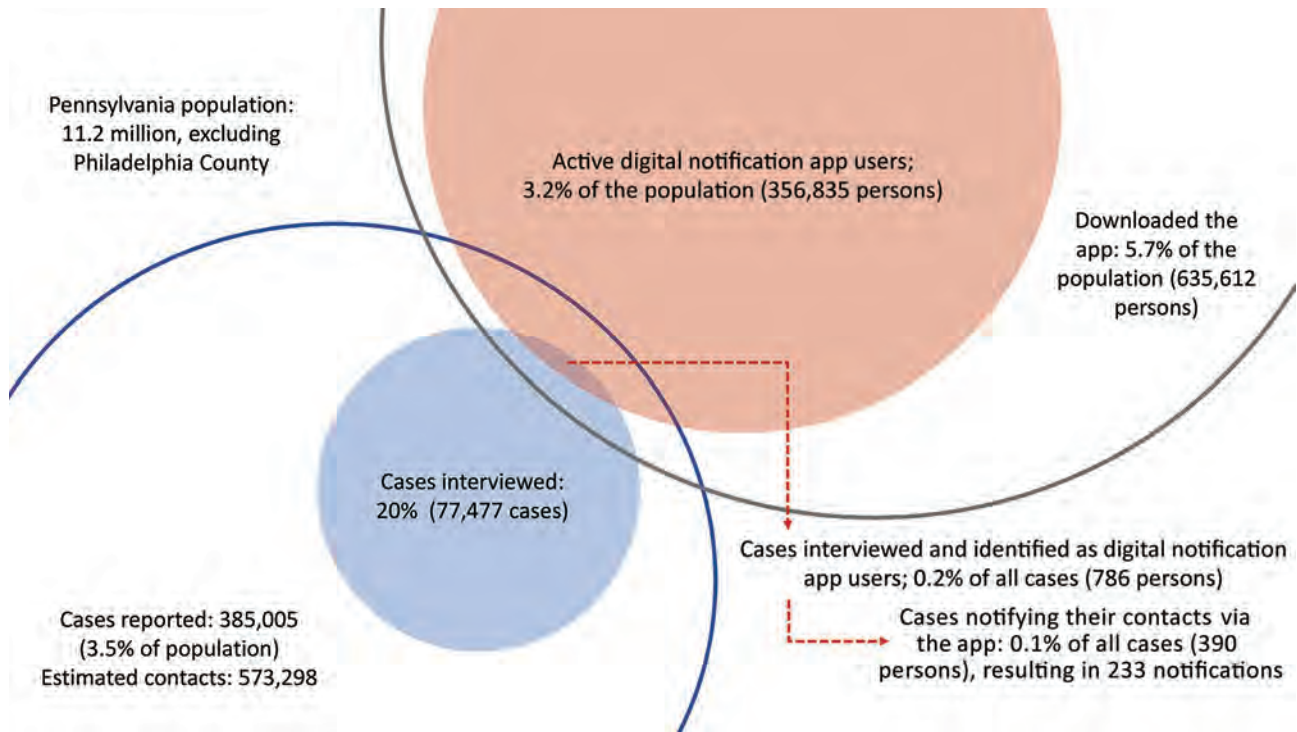 Pennsylvania population:
11.2 million, excluding
Philadelphia County
Active digital notification app users;
3.2% of the population (356,835 persons)
Downloaded the
app: 5.7% of the
population (635,612
persons)
Cases interviewed:
20% (77,477 cases)
Cases interviewed and identified as digital notification
app users; 0.2% of all cases (786 persons)
Cases notifying their contacts via
the app: 0.1% of all cases (390
persons), resulting in 233 notifications
Cases reported: 385,005
(3.5% of population)
Estimated contacts: 573,298